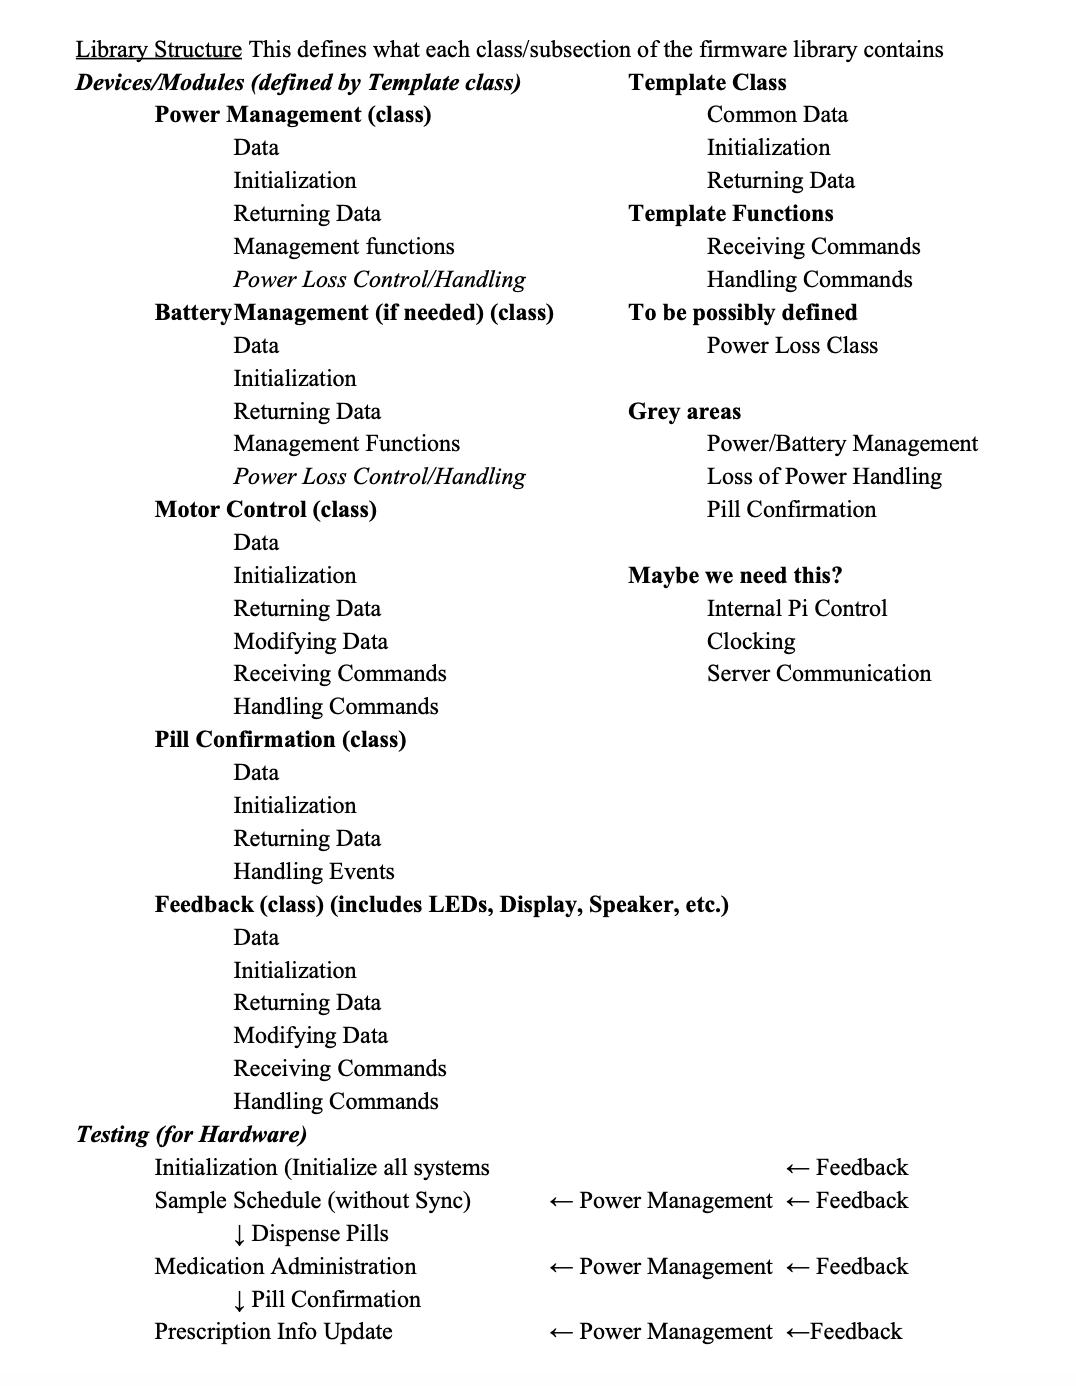 Library Structure This defines what each class/subsection of the firmware library contains
Devices/Modules (defined by Template class)
Power Management (class)
Data
Initialization
Returning Data
Management functions
Power Loss Control/Handling
Battery Management (if needed) (class)
Data
Initialization
Returning Data
Management Functions
Power Loss Control/Handling
Motor Control (class)
Data
Initialization
Returning Data
Modifying Data
Receiving Commands
Handling Commands
Pill Confirmation (class)
Data
Initialization
Returning Data
Handling Events
Feedback (class) (includes LEDs, Display, Speaker, etc.)
Data
Initialization
Returning Data
Modifying Data
Receiving Commands
Handling Commands
Template Class
Common Data
Initialization
Returning Data
Template Functions
Receiving Commands
Handling Commands
To be possibly defined
Power Loss Class
Grey areas
Power/Battery Management
Loss of Power Handling
Pill Confirmation
Maybe we need this?
Internal Pi Control
Clocking
Server Communication
Testing (for Hardware)
Initialization (Initialize all systems ← Feedback
Sample Schedule (without Sync) ← Power Management ← Feedback
↓ Dispense Pills
Medication Administration ← Power Management ← Feedback
↓ Pill Confirmation
Prescription Info Update ← Power Management ←Feedback